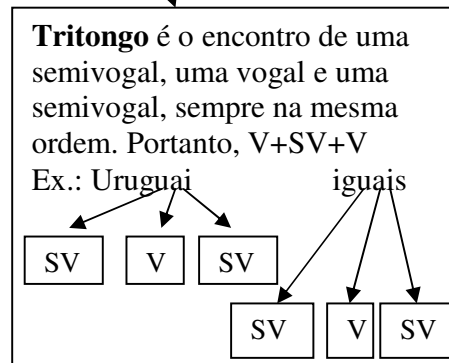 Tritongo é o encontro de uma
semivogal, uma vogal e uma
semivogal, sempre na mesma
ordem. Portanto, V+SV+V
Ex.: Uruguai iguais
SV V SV
SV V SV